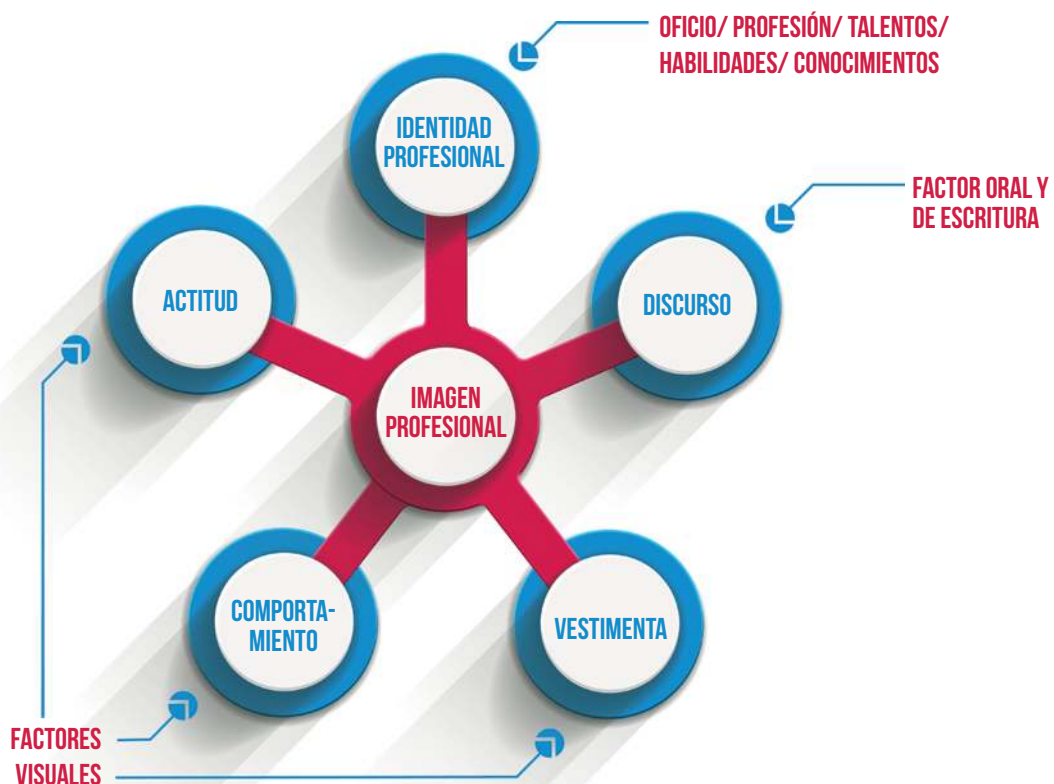 OFICIO/ PROFESIÓN/ TALENTOS/
HABILIDADES/ CONOCIMIENTOS
IDENTIDAD
PROFESIONAL
FACTOR ORAL Y
DE ESCRITURA
ACTITUD
DISCURSO
IMAGEN
PROFESIONAL
COMPORTA-
MIENTO
VESTIMENTA
FACTORES
VISUALES